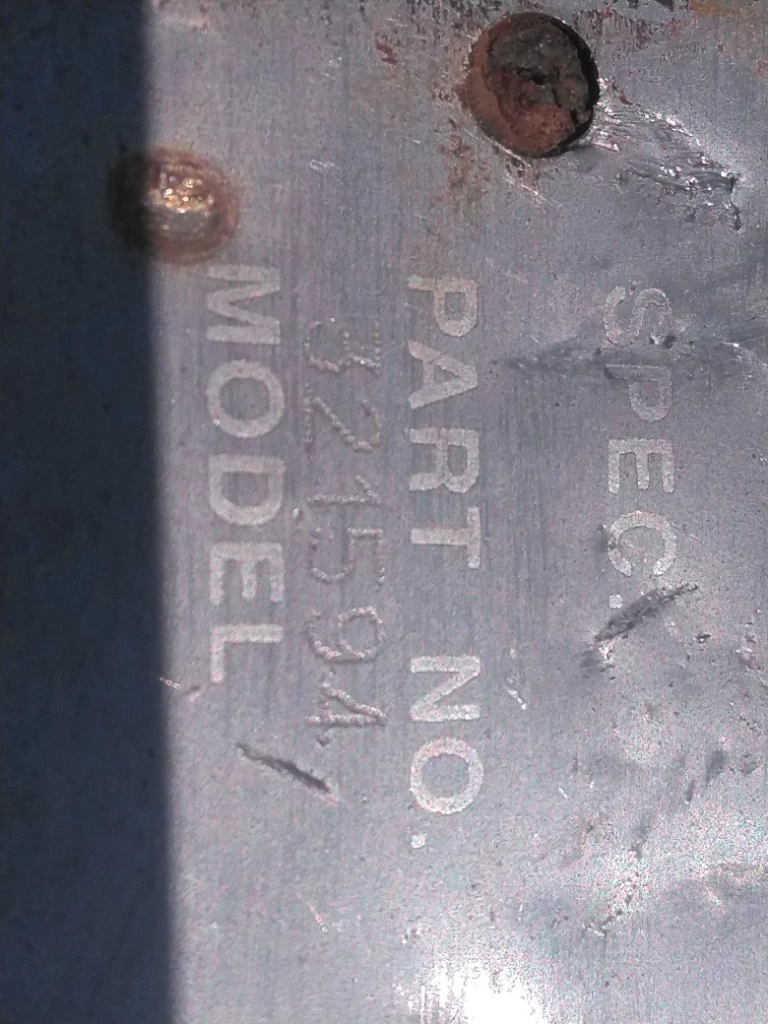 SPEC.
PART NO.
321594
MODEL